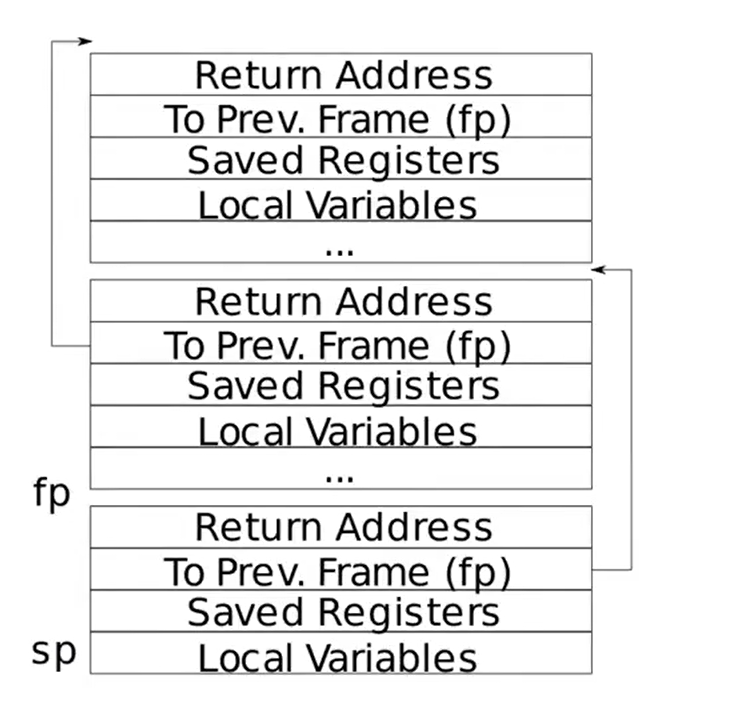 Return Address
To Prev. Frame (fp)
Saved Registers
Local Variables
...
Return Address
To Prev. Frame (fp)
Saved Registers
Local Variables
...
fp
Return Address
To Prev. Frame (fp)
Saved Registers
sp
Local Variables